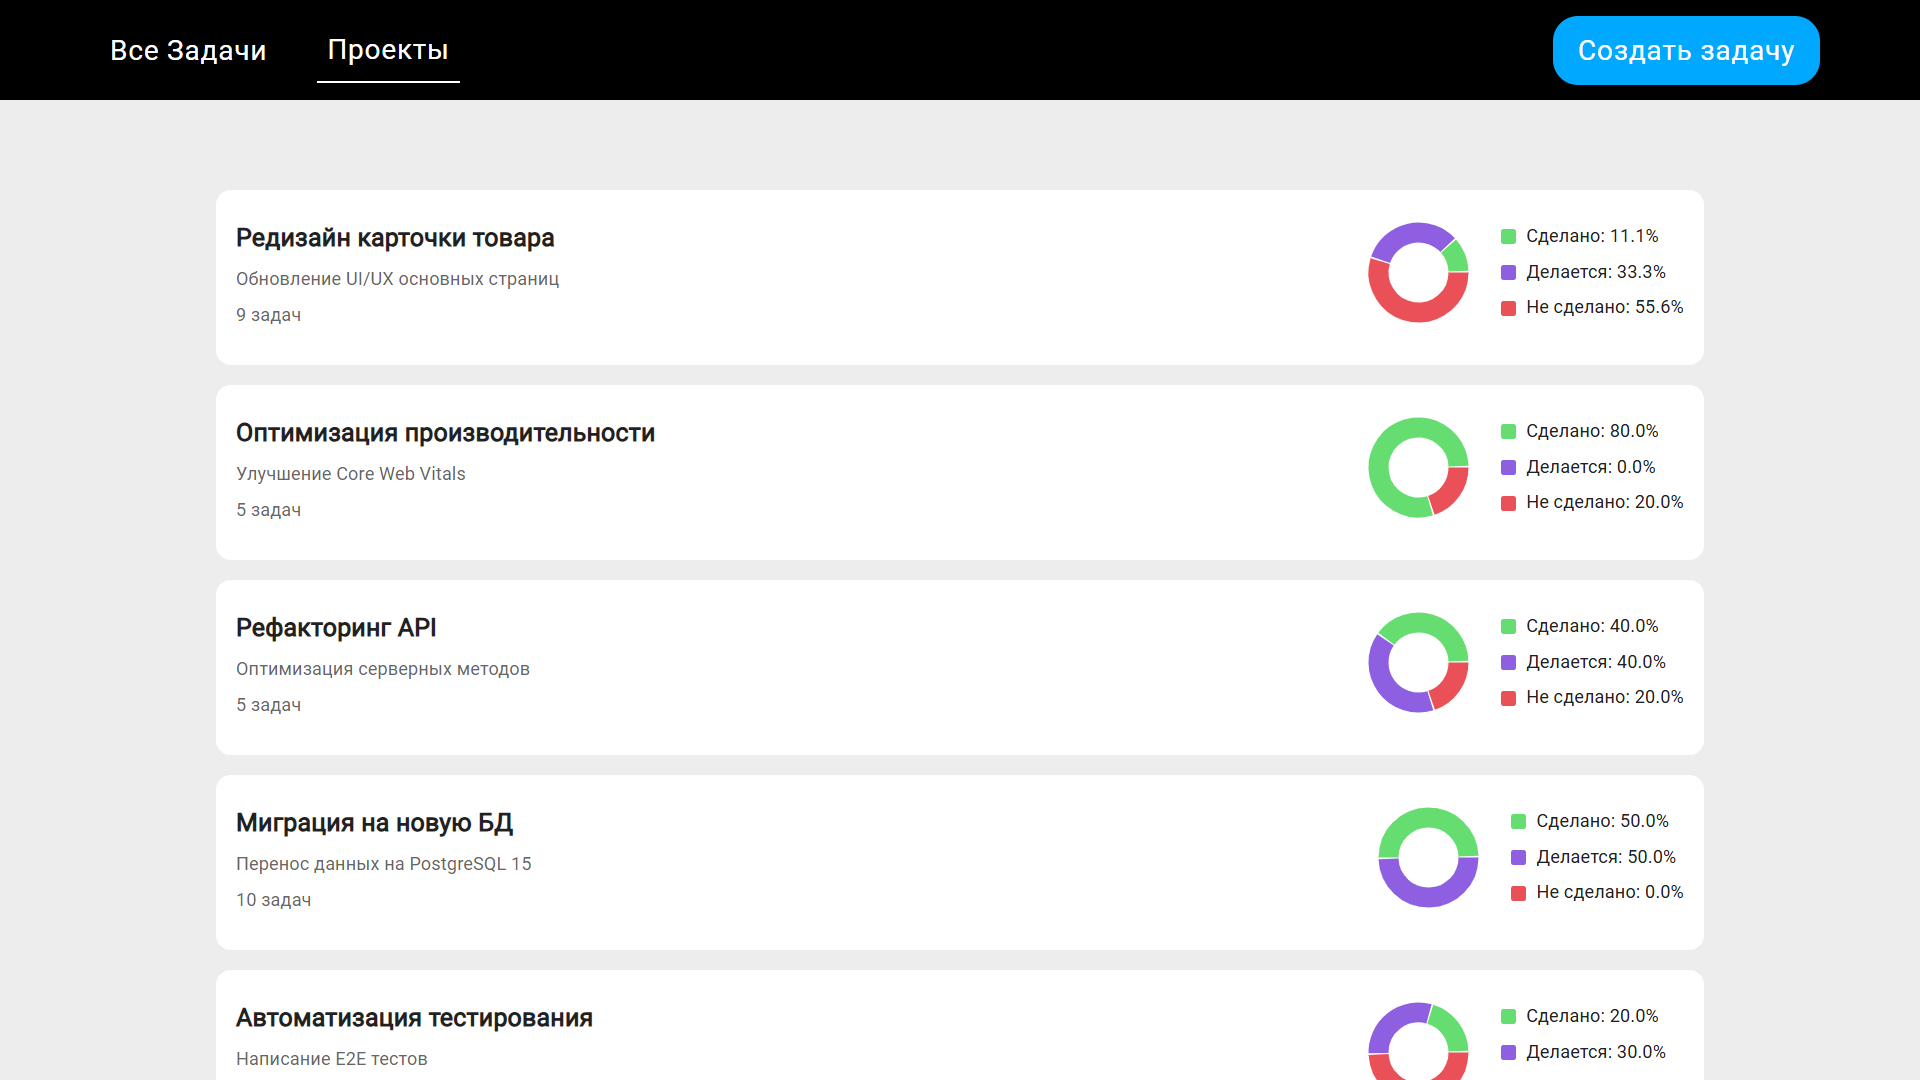 Все Задачи
Проекты
Создать задачу
Редизайн карточки товара
Обновление UI/UX основных страниц
9 задач
Сделано: 11.1%
Делается: 33.3%
Не сделано: 55.6%
Оптимизация производительности
Улучшение Core Web Vitals
5 задач
Сделано: 80.0%
Делается: 0.0%
Не сделано: 20.0%
Рефакторинг API
Оптимизация серверных методов
5 задач
Сделано: 40.0%
Делается: 40.0%
Не сделано: 20.0%
Миграция на новую БД
Перенос данных на PostgreSQL 15
10 задач
Сделано: 50.0%
Делается: 50.0%
Не сделано: 0.0%
Автоматизация тестирования
Написание E2E тестов
Сделано: 20.0%
Делается: 30.0%